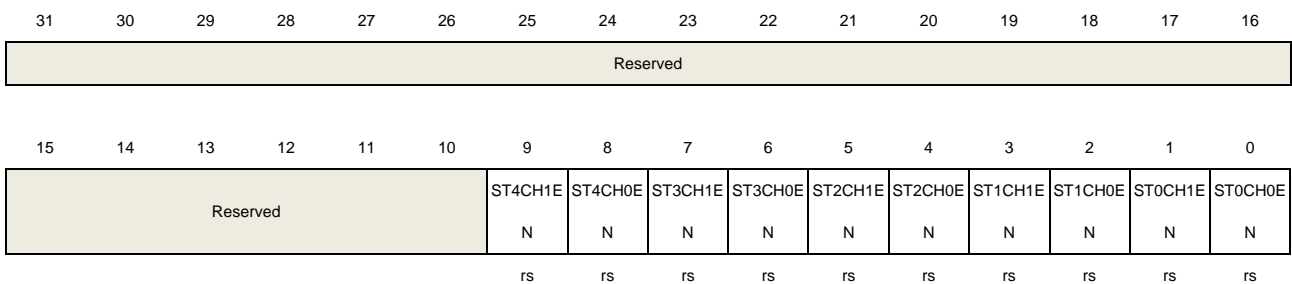 31 30 29 28 27 26 25 24 23 22 21 20 19 18 17 16
Reserved
15 14 13 12 11 10 9 8 7 6 5 4 3 2 1 0
Reserved ST4CH1E ST4CH0E ST3CH1E ST3CH0E ST2CH1E ST2CH0E ST1CH1E ST1CH0E ST0CH1E ST0CH0E
N N N N N N N N N N
rs rs rs rs rs rs rs rs rs rs